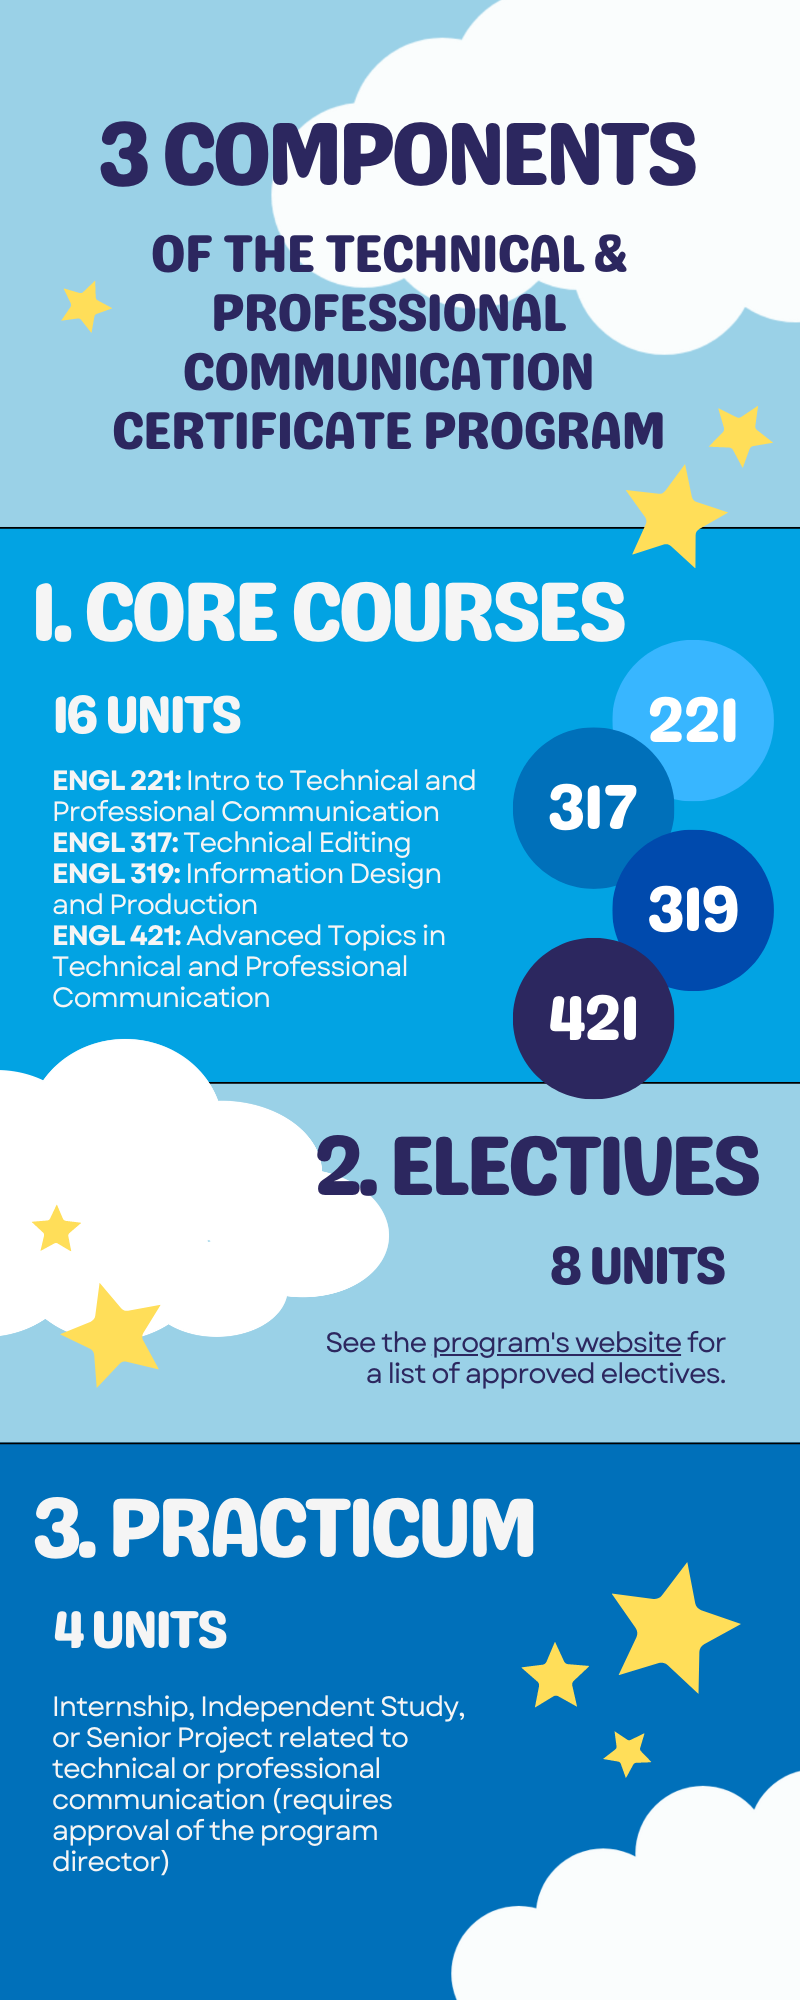 3 COMPONENTS
OF THE TECHNICAL &
PROFESSIONAL
COMMUNICATION
CERTIFICATE PROGRAM
1. CORE COURSES
16 UNITS
ENGL 221: Intro to Technical and
Professional Communication
ENGL 317: Technical Editing
ENGL 319: Information Design
and Production
ENGL 421: Advanced Topics in
Technical and Professional
Communication
221
317
319
421
2. ELECTIVES
8 UNITS
See the program's website for
a list of approved electives.
3. PRACTICUM
4 UNITS
Internship, Independent Study,
or Senior Project related to
technical or professional
communication (requires
approval of the program
director)